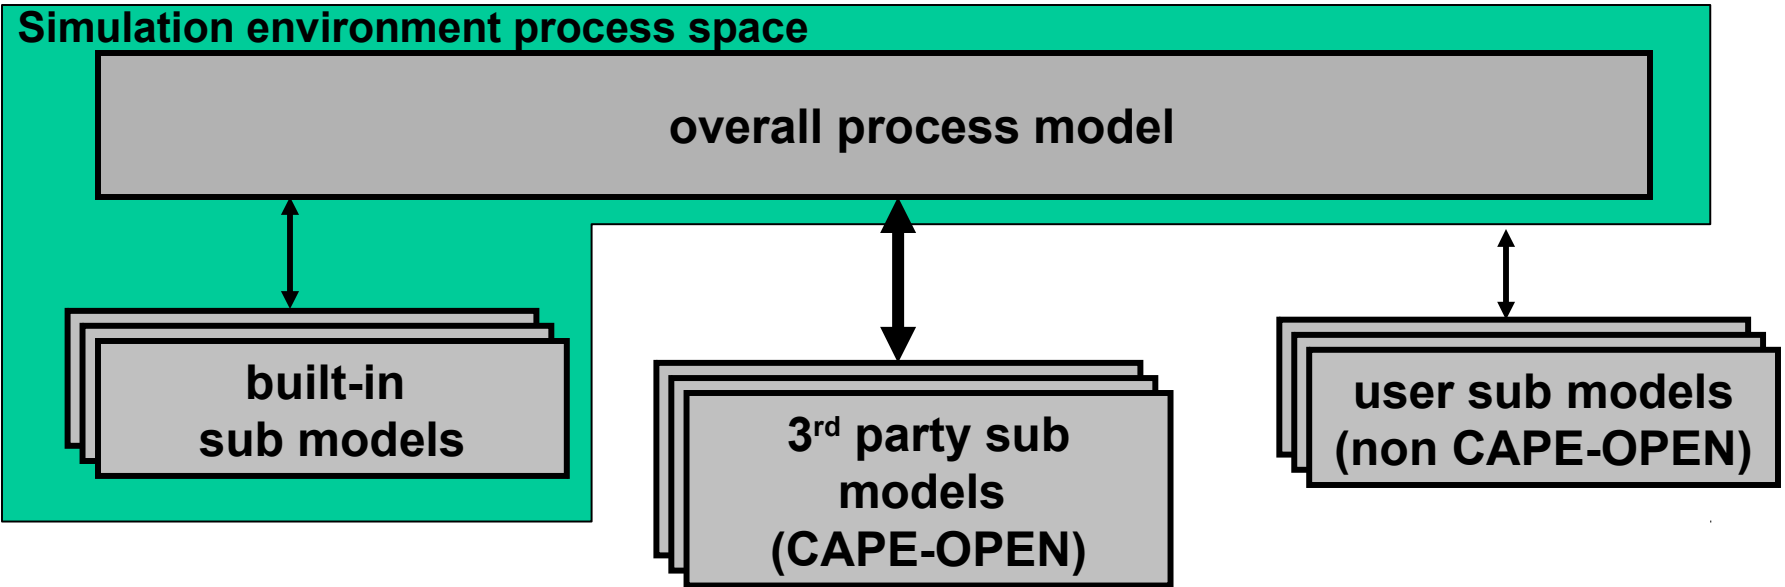 Simulation environment process space
overall process model
built-in
sub models
3rd party sub
models
(CAPE-OPEN)
user sub models
(non CAPE-OPEN)